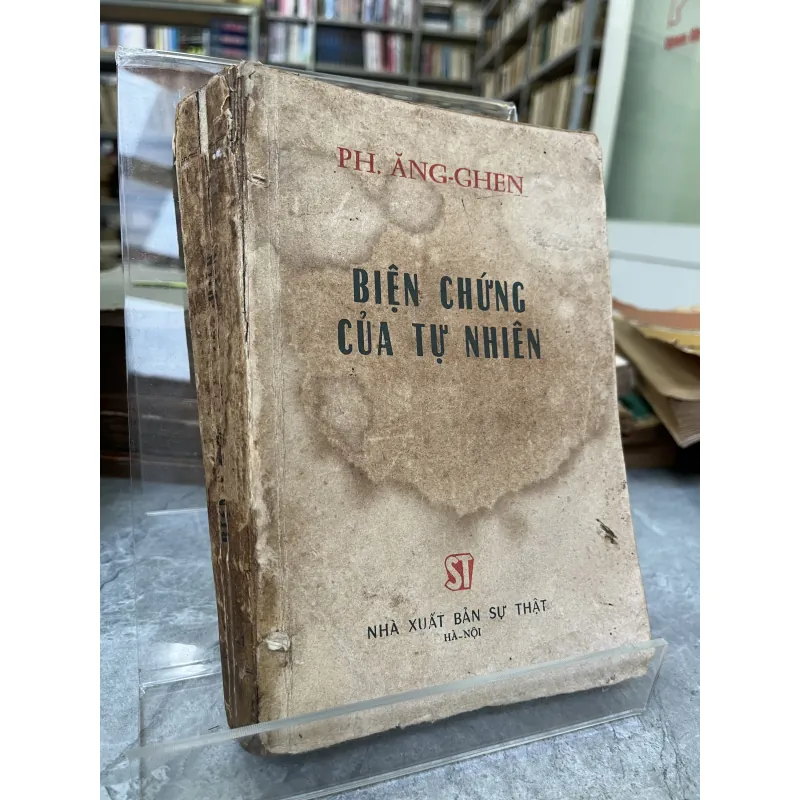 PH. ĂNG-GHEN
BIỆN CHỨNG
CỦA TỰ NHIÊN
ST
NHÀ XUẤT BẢN SỰ THẬT
HÀ-NỘI